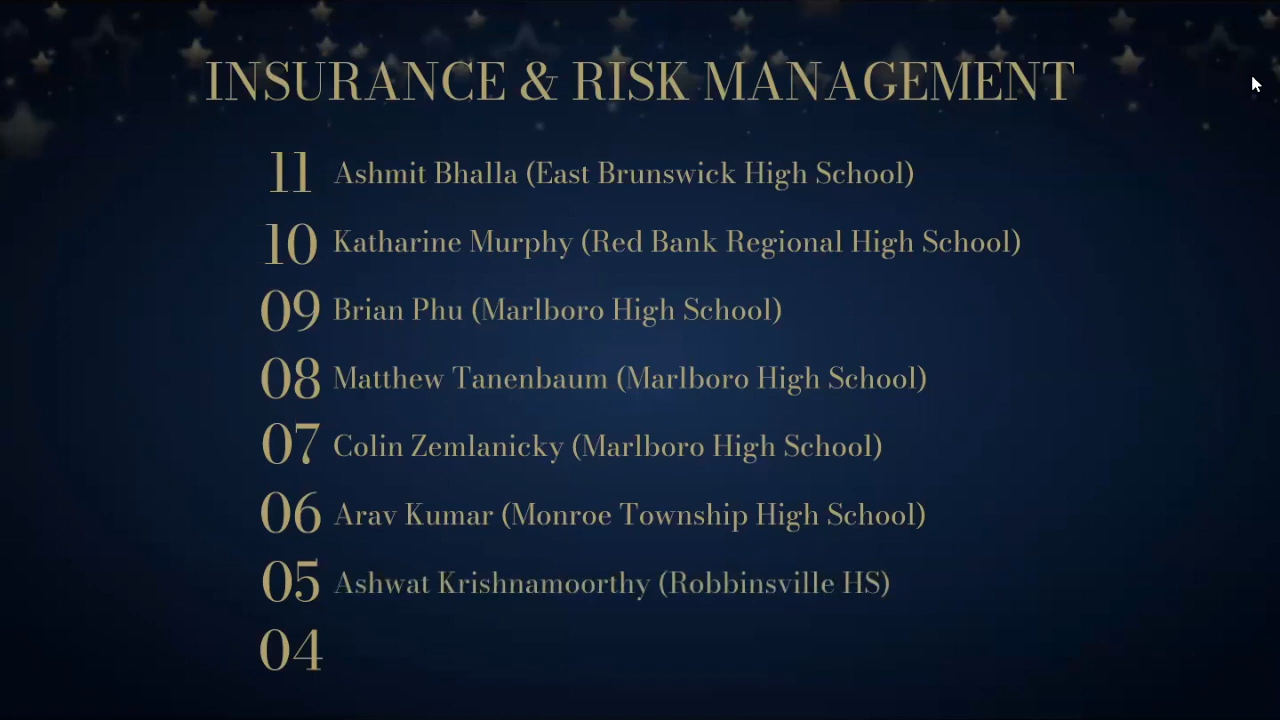 INSURANCE & RISK MANAGEMENT
11 Ashmit Bhalla (East Brunswick High School)
10 Katharine Murphy (Red Bank Regional High School)
09 Brian Phu (Marlboro High School)
08 Matthew Tanenbaum (Marlboro High School)
07 Colin Zemlanicky (Marlboro High School)
06 Arav Kumar (Monroe Township High School)
05 Ashwat Krishnamoorthy (Robbinsville HS)
04